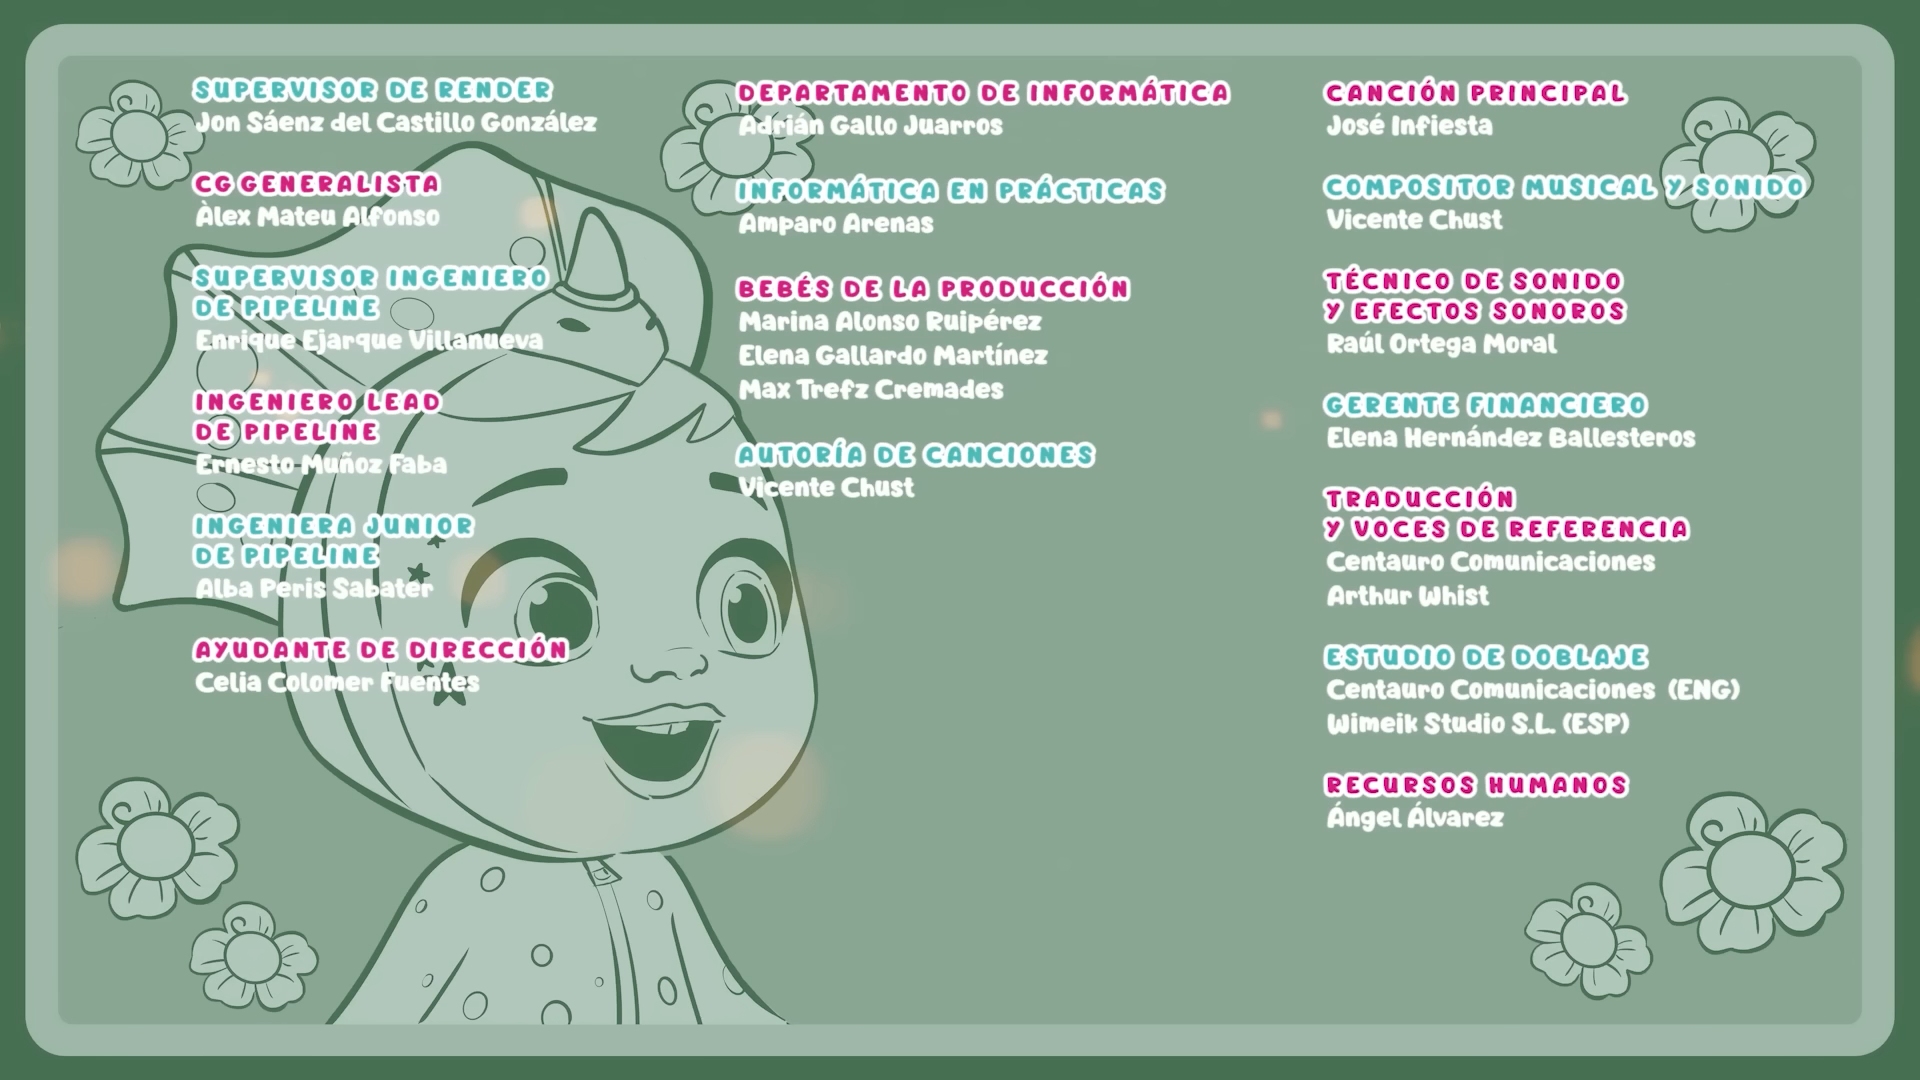 SUPERVISOR DE RENDER
Jon Sáenz del Castillo González
CG GENERALISTA
Àlex Mateu Alfonso
SUPERVISOR INGENIERO
DE PIPELINE
Enrique Ejarque Villanueva
INGENIERO LEAD
DE PIPELINE
Ernesto Muñoz Faba
INGENIERA JUNIOR
DE PIPELINE
Alba Peris Sabater
AYUDANTE DE DIRECCIÓN
Celia Colomer Fuentes
DEPARTAMENTO DE INFORMÁTICA
Adrián Gallo Juarros
INFORMÁTICA EN PRÁCTICAS
Amparo Arenas
BEBÉS DE LA PRODUCCIÓN
Marina Alonso Ruipérez
Elena Gallardo Martínez
Max Trefz Cremades
AUTORÍA DE CANCIONES
Vicente Chust
CANCIÓN PRINCIPAL
José Infiesta
COMPOSITOR MUSICAL Y SONIDO
Vicente Chust
TÉCNICO DE SONIDO
Y EFECTOS SONOROS
Raúl Ortega Moral
GERENTE FINANCIERO
Elena Hernández Ballesteros
TRADUCCIÓN
Y VOCES DE REFERENCIA
Centauro Comunicaciones
Arthur Whist
ESTUDIO DE DOBLAJE
Centauro Comunicaciones (ENG)
Wimeik Studio S.L. (ESP)
RECURSOS HUMANOS
Ángel Álvarez